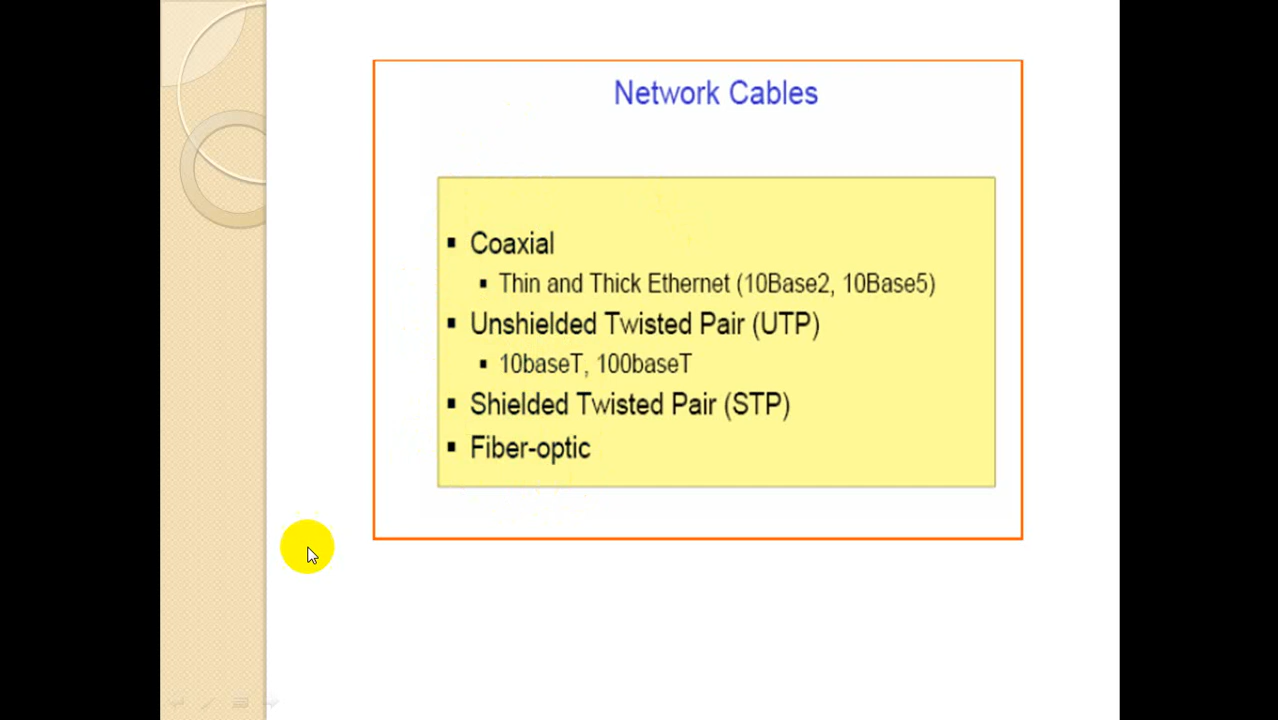 Network Cables
▪ Coaxial
▪ Thin and Thick Ethernet (10Base2, 10Base5)
▪ Unshielded Twisted Pair (UTP)
▪ 10baseT, 100baseT
▪ Shielded Twisted Pair (STP)
▪ Fiber-optic